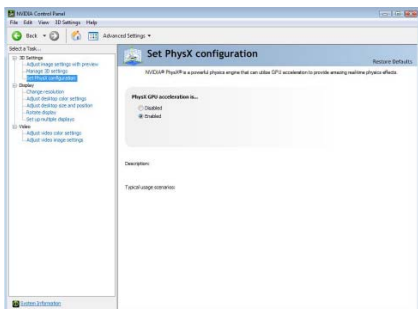 NVIDIA Control Panel
File Edit View 3D Settings Help
Back
Advanced Settings
Select a Task...
3D Settings
Adjust image settings with preview
Manage 3D settings
Set PhysX configuration
Display
Change resolution
Adjust desktop color settings
Adjust desktop size and position
Rotate display
Set up multiple displays
Video
Adjust video color settings
Adjust video image settings
System Information
Set PhysX configuration
Restore Defaults
NVIDIA® PhysX® is a powerful physics engine that can utilize GPU acceleration to provide amazing real-time physics effects.
PhysX GPU acceleration is...
Disabled
Enabled
Description:
Typical usage scenarios: